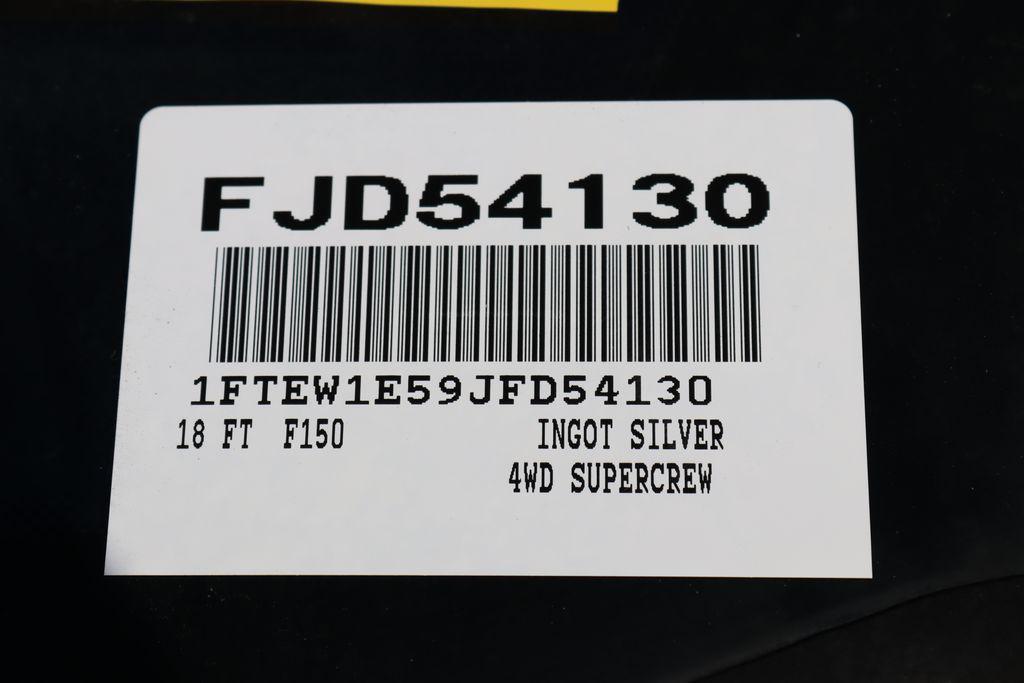 FJD54130
1FTEW1E59JFD54130
18 FT F150 INGOT SILVER
4WD SUPERCREW